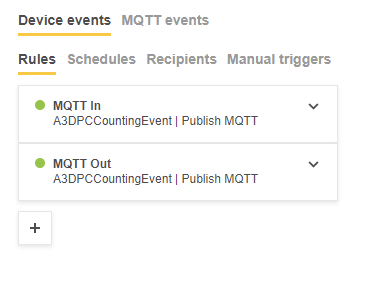 Device events MQTT events
Rules Schedules Recipients Manual triggers
MQTT In
A3DPCCountingEvent | Publish MQTT
MQTT Out
A3DPCCountingEvent | Publish MQTT
+